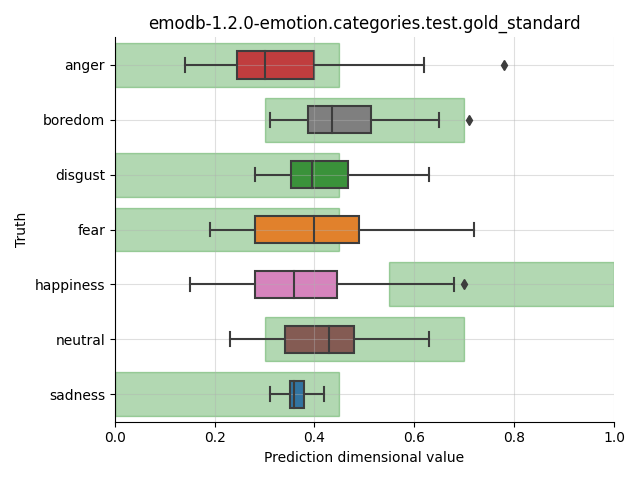 emodb-1.2.0-emotion.categories.test.gold_standard
Truth
anger
boredom
disgust
fear
happiness
neutral
sadness
0.0 0.2 0.4 0.6 0.8 1.0
Prediction dimensional value